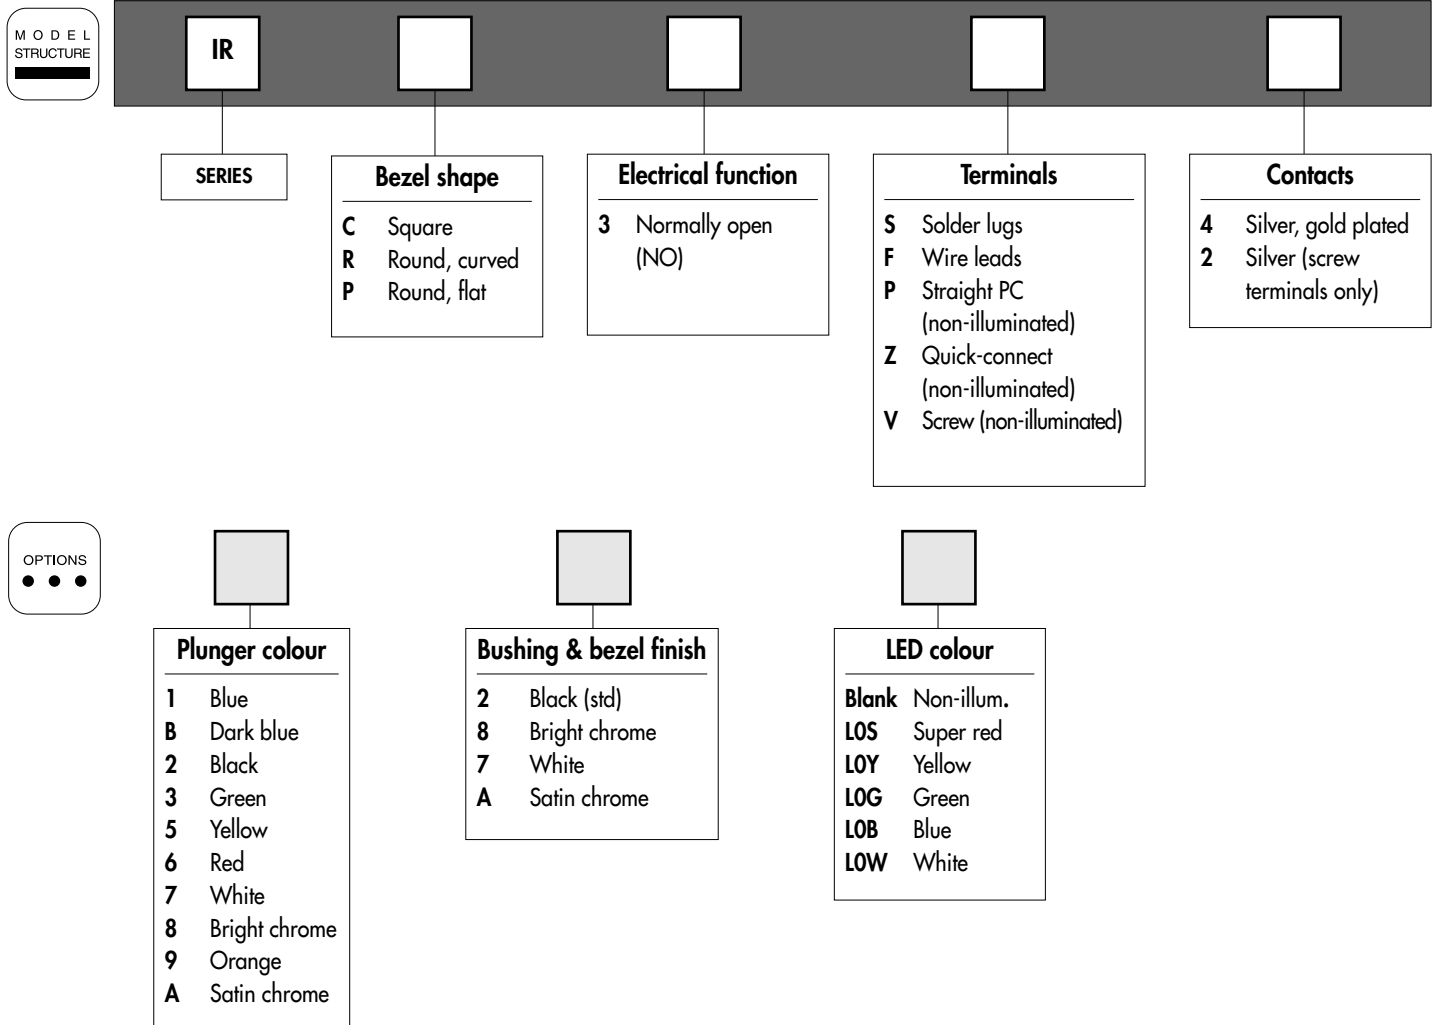 MODEL
STRUCTURE
IR
SERIES
Bezel shape
C Square
R Round, curved
P Round, flat
Electrical function
3 Normally open
(NO)
Terminals
S Solder lugs
F Wire leads
P Straight PC
(non-illuminated)
Z Quick-connect
(non-illuminated)
V Screw (non-illuminated)
Contacts
4 Silver, gold plated
2 Silver (screw
terminals only)
OPTIONS
Plunger colour
1 Blue
B Dark blue
2 Black
3 Green
5 Yellow
6 Red
7 White
8 Bright chrome
9 Orange
A Satin chrome
Bushing & bezel finish
2 Black (std)
8 Bright chrome
7 White
A Satin chrome
LED colour
Blank Non-illum.
L0S Super red
L0Y Yellow
L0G Green
L0B Blue
L0W White